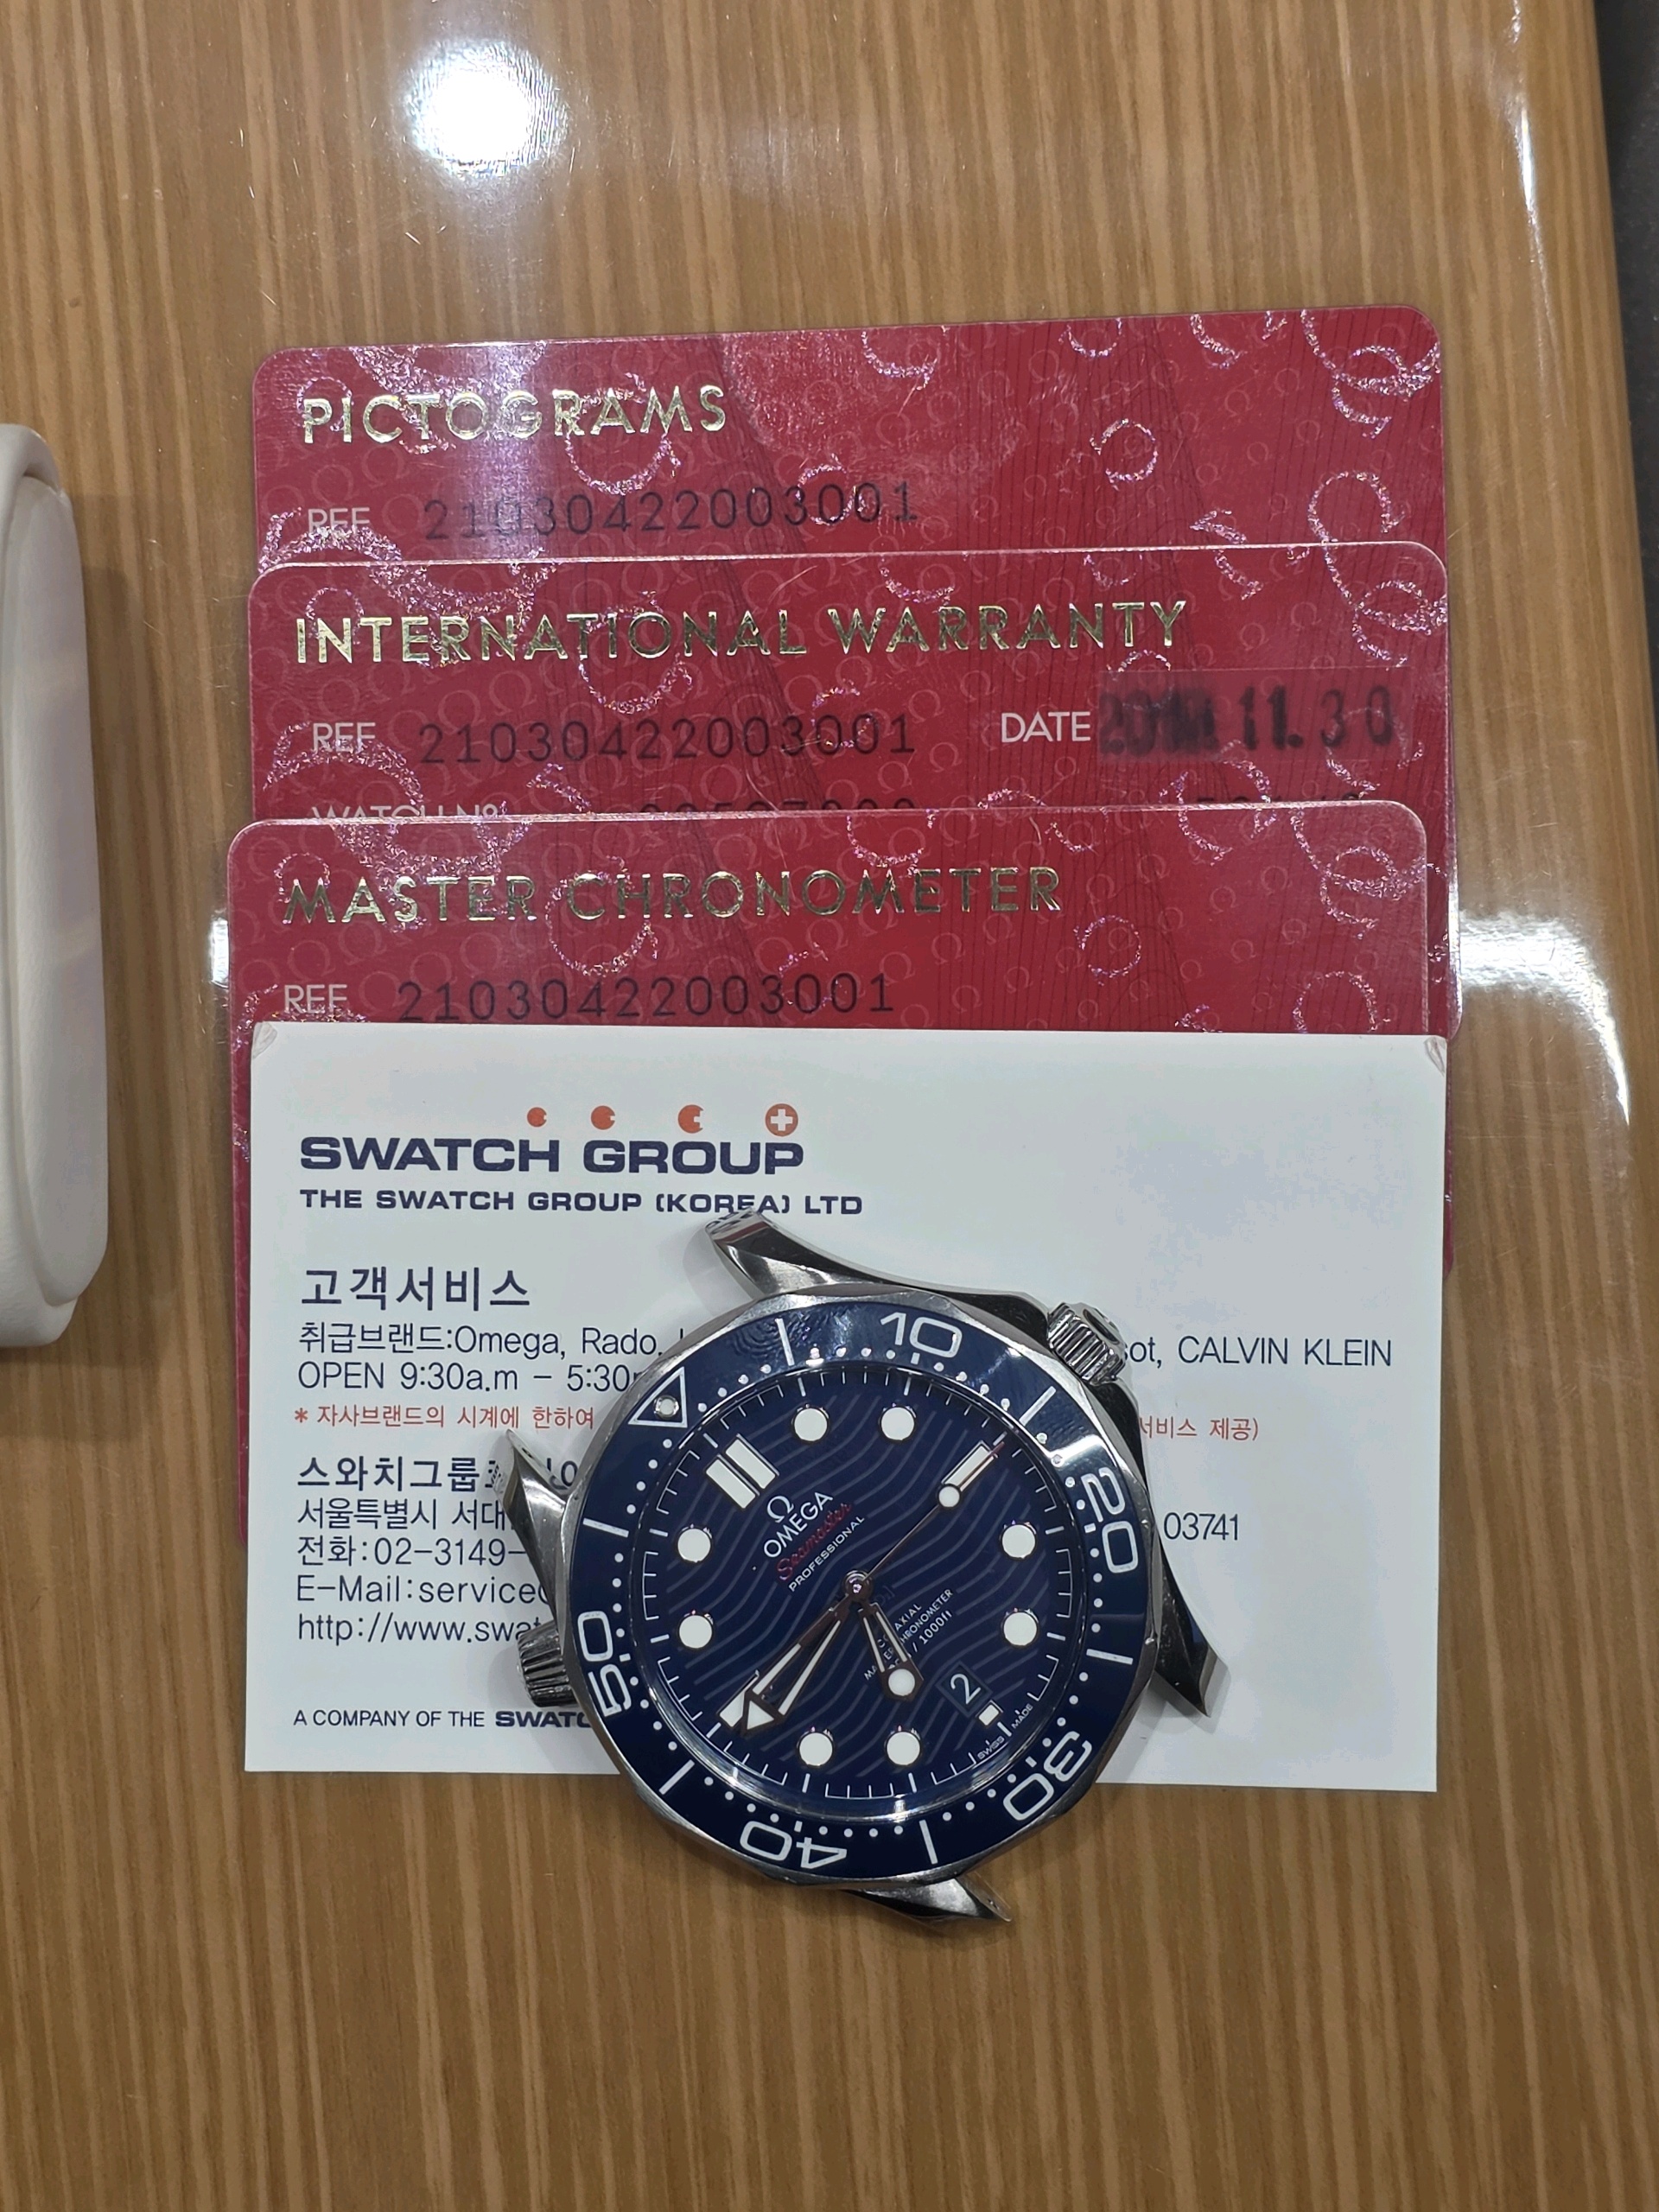 PICTOGRAMS
REF 21030422003001
INTERNATIONAL WARRANTY
REF 21030422003001 DATE 11.30
WATCH Nº
MASTER CHRONOMETER
REF 21030422003001
SWATCH GROUP
THE SWATCH GROUP (KOREA) LTD
고객서비스
취급브랜드:Omega, Rado, CALVIN KLEIN
OPEN 9:30a.m - 5:30
* 자사브랜드의 시계에 한하여 서비스 제공)
스와치그룹
서울특별시 서대 03741
전화:02-3149-
E-Mail:service
http://www.swat
A COMPANY OF THE SWATC
10
20
30
40
50
Ω
OMEGA
Seamaster
PROFESSIONAL
AXIAL
CHRONOMETER
/ 1000ft
2
SWISS MADE